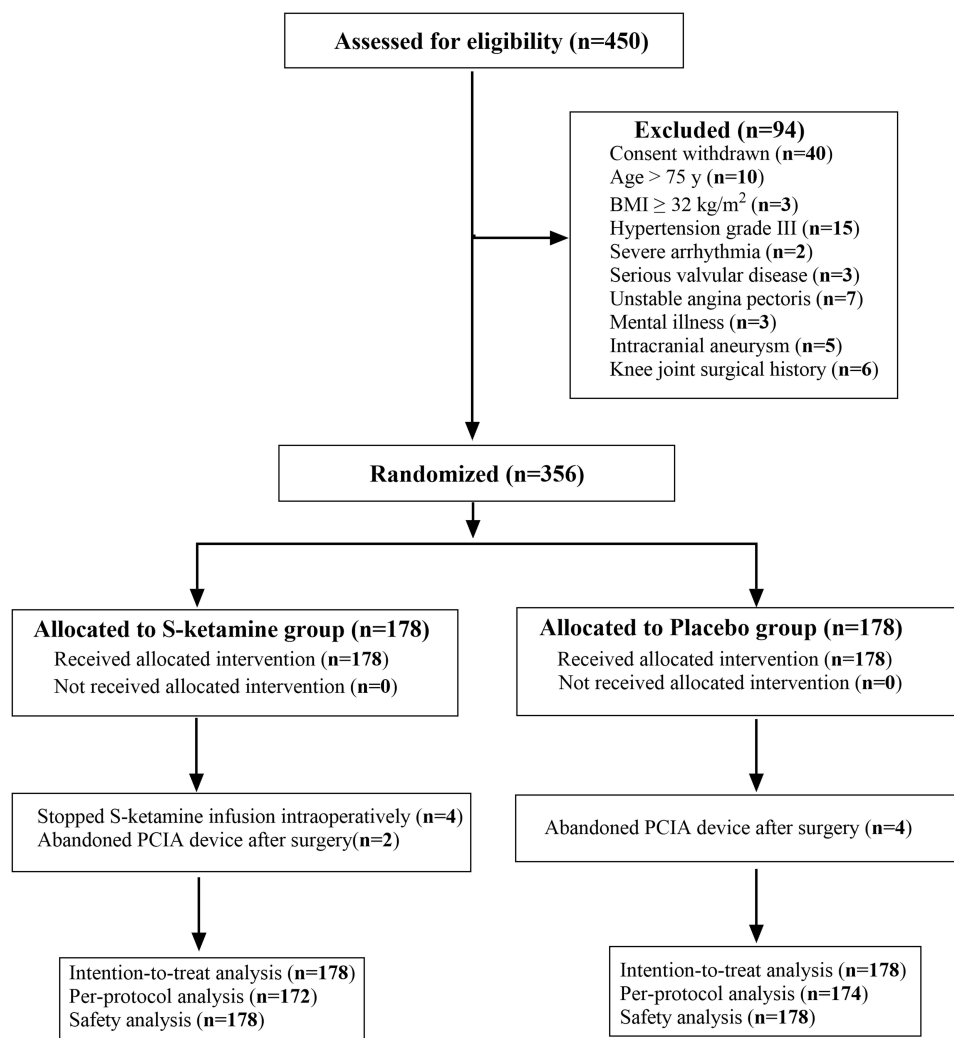 Assessed for eligibility (n=450)
Excluded (n=94)
Consent withdrawn (n=40)
Age > 75 y (n=10)
BMI ≥ 32 kg/m² (n=3)
Hypertension grade III (n=15)
Severe arrhythmia (n=2)
Serious valvular disease (n=3)
Unstable angina pectoris (n=7)
Mental illness (n=3)
Intracranial aneurysm (n=5)
Knee joint surgical history (n=6)
Randomized (n=356)
Allocated to S-ketamine group (n=178)
Received allocated intervention (n=178)
Not received allocated intervention (n=0)
Allocated to Placebo group (n=178)
Received allocated intervention (n=178)
Not received allocated intervention (n=0)
Stopped S-ketamine infusion intraoperatively (n=4)
Abandoned PCIA device after surgery(n=2)
Abandoned PCIA device after surgery (n=4)
Intention-to-treat analysis (n=178)
Per-protocol analysis (n=172)
Safety analysis (n=178)
Intention-to-treat analysis (n=178)
Per-protocol analysis (n=174)
Safety analysis (n=178)